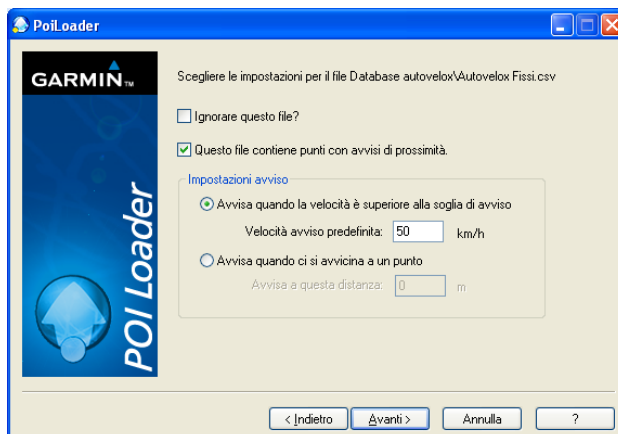 PoiLoader
GARMIN™
POI Loader
Scegliere le impostazioni per il file Database autovelox\Autovelox Fissi.csv
Ignorare questo file?
Questo file contiene punti con avvisi di prossimità.
Impostazioni avviso
Avvisa quando la velocità è superiore alla soglia di avviso
Velocità avviso predefinita: 50 km/h
Avvisa quando ci si avvicina a un punto
Avvisa a questa distanza: 0 m
< Indietro Avanti > Annulla ?